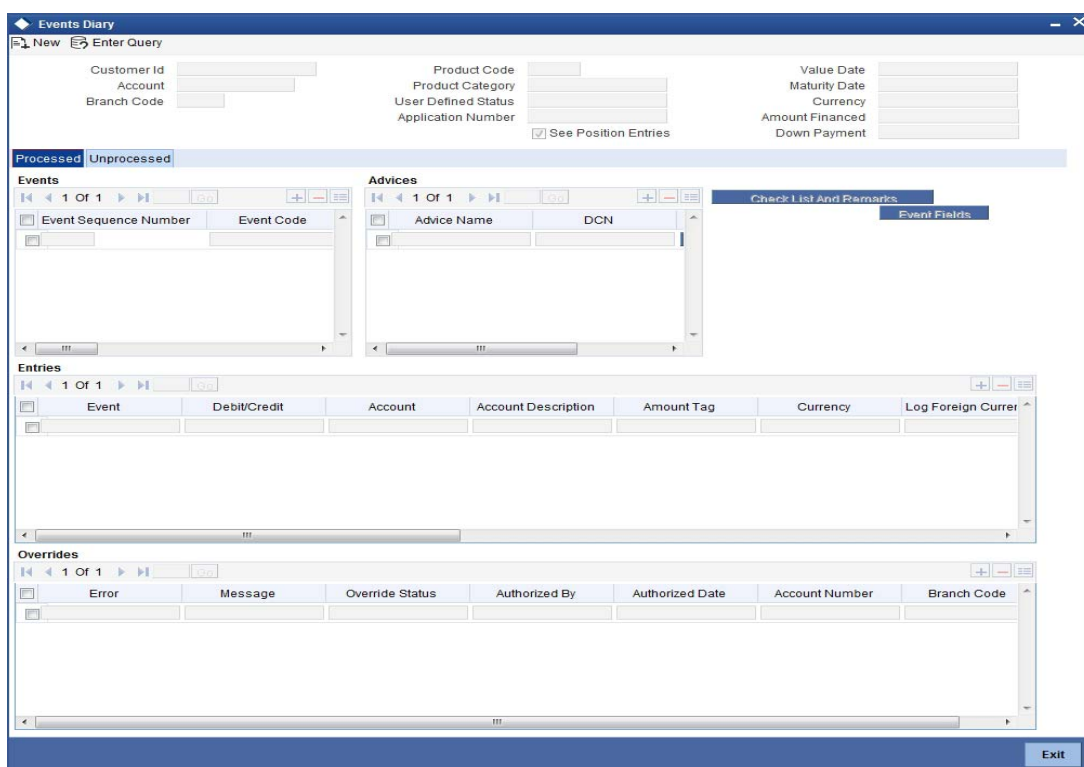 Events Diary
New Enter Query
Customer Id Product Code Value Date
Account Product Category Maturity Date
Branch Code User Defined Status Currency
Application Number Amount Financed
See Position Entries Down Payment
Processed Unprocessed
Events Advices
1 Of 1 Go 1 Of 1 Go Check List And Remarks
Event Fields
Event Sequence Number Event Code Advice Name DCN
Entries
1 Of 1 Go
Event Debit/Credit Account Account Description Amount Tag Currency Log Foreign Currer
Overrides
1 Of 1 Go
Error Message Override Status Authorized By Authorized Date Account Number Branch Code
Exit